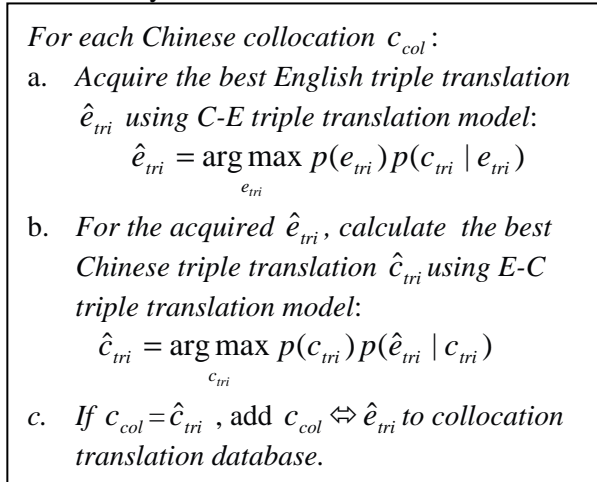 For each Chinese collocation c_col:
a. Acquire the best English triple translation
ê_tri using C-E triple translation model:
ê_tri = arg max p(e_tri) p(c_tri | e_tri)
e_tri
b. For the acquired ê_tri, calculate the best
Chinese triple translation ĉ_tri using E-C
triple translation model:
ĉ_tri = arg max p(c_tri) p(ê_tri | c_tri)
c_tri
c. If c_col = ĉ_tri , add c_col ⇔ ê_tri to collocation
translation database.